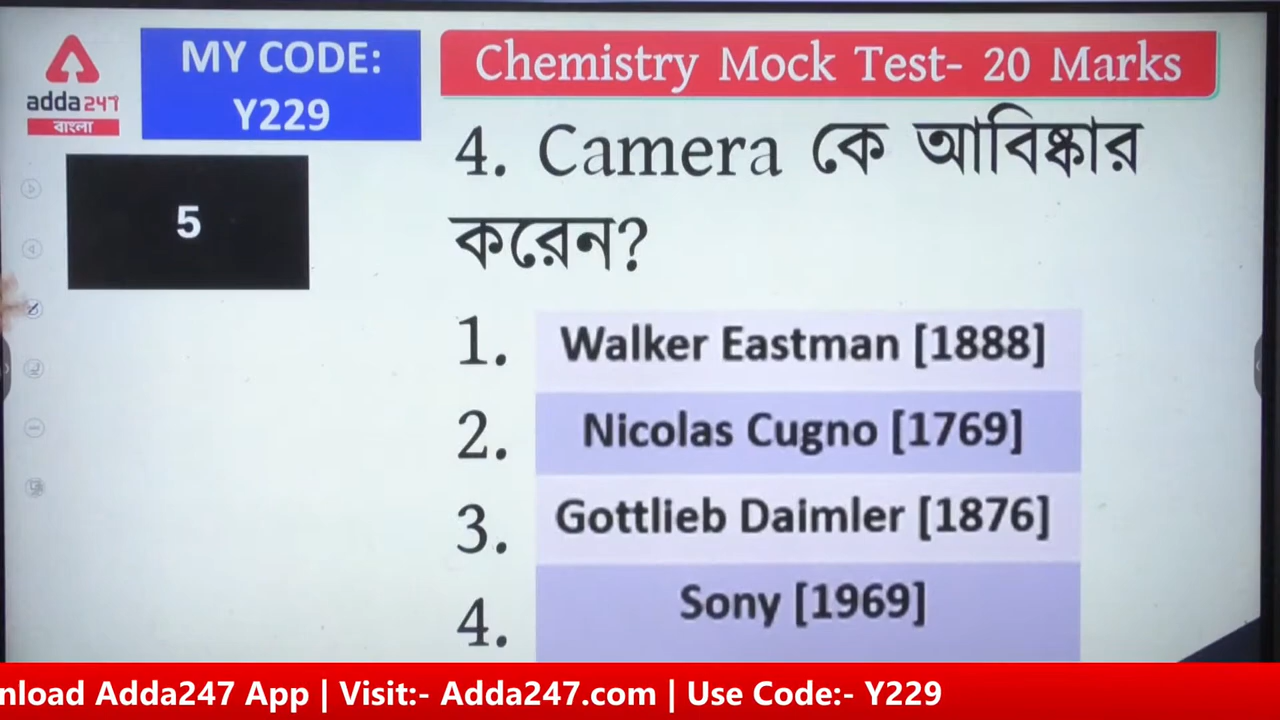 adda247
বাংলা
MY CODE:
Y229
Chemistry Mock Test- 20 Marks
5
4. Camera কে আবিষ্কার
করেন?
1. Walker Eastman [1888]
2. Nicolas Cugno [1769]
3. Gottlieb Daimler [1876]
4. Sony [1969]
nload Adda247 App | Visit:- Adda247.com | Use Code:- Y229